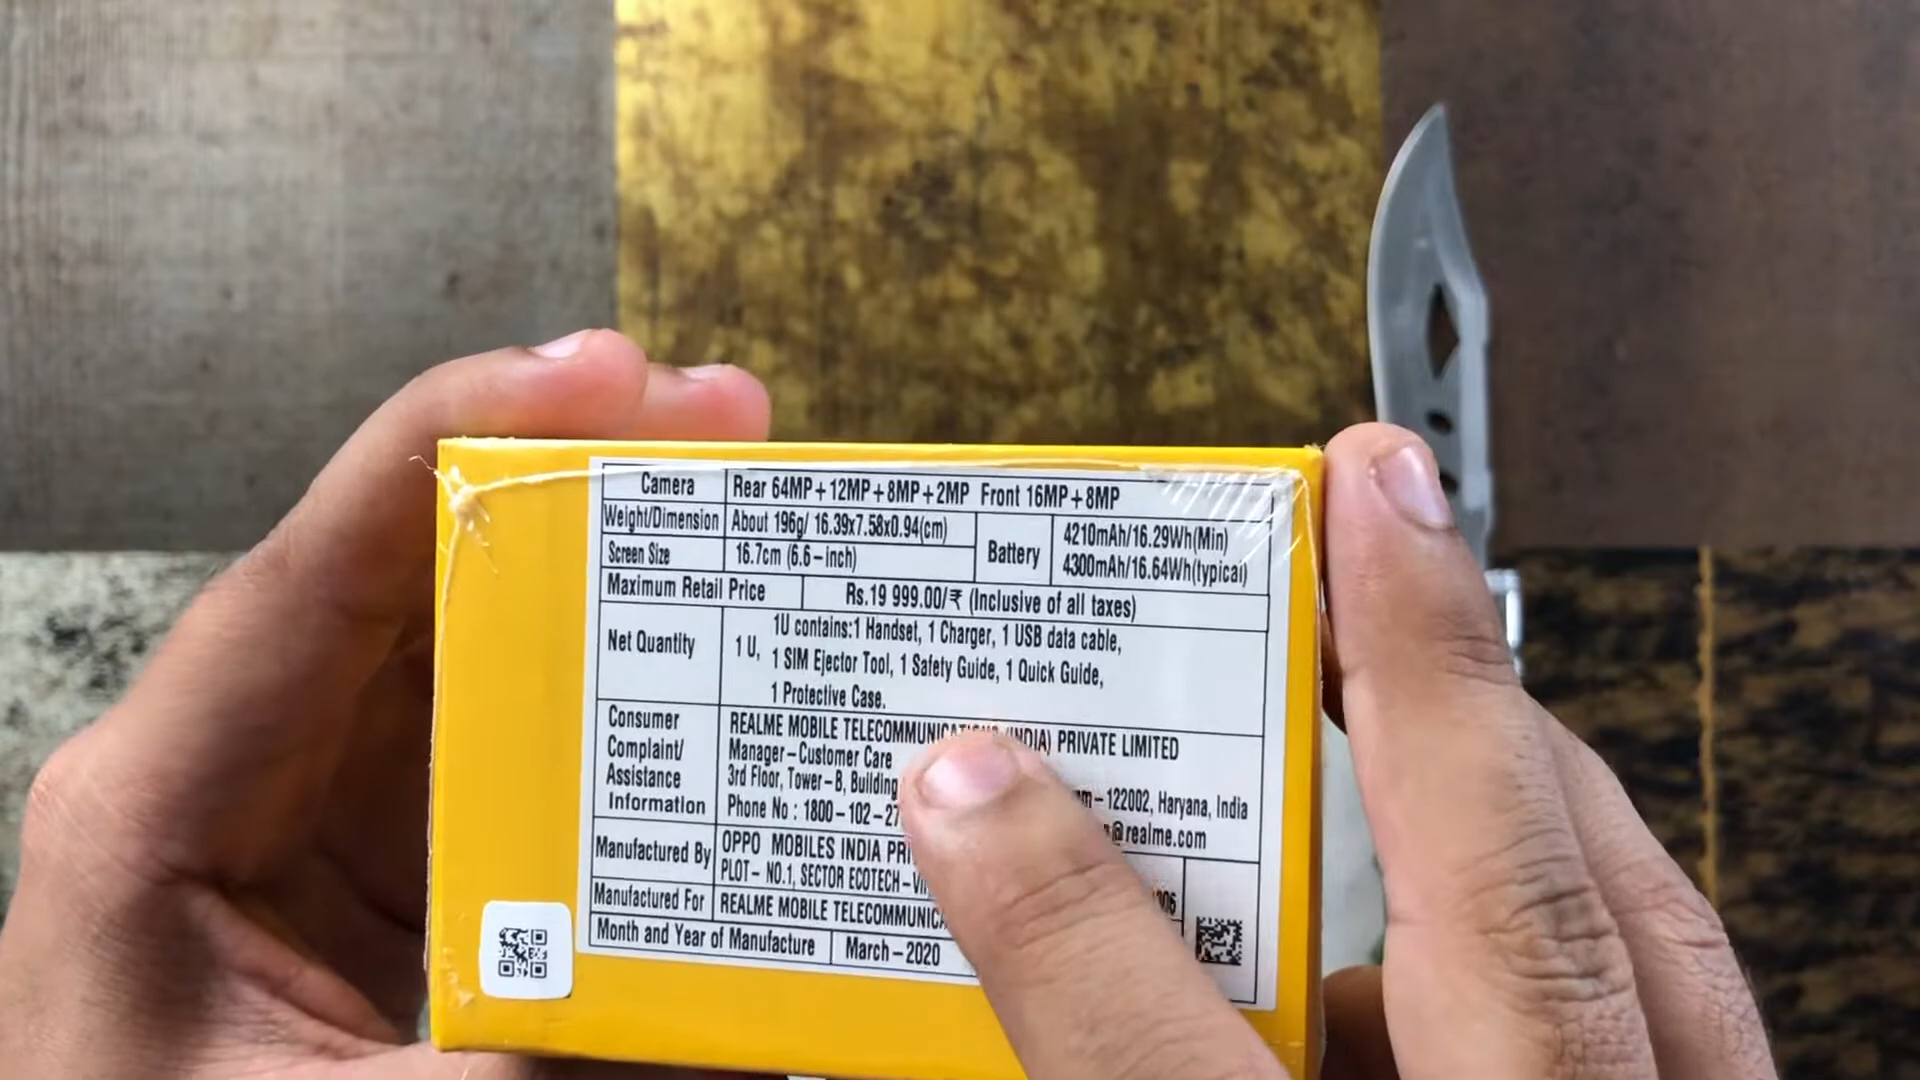 Camera Rear 64MP+12MP+8MP+2MP Front 16MP+8MP
Weight/Dimension About 196g/ 16.39x7.58x0.94(cm)
Screen Size 16.7cm (6.6-inch)
Battery 4210mAh/16.29Wh(Min)
4300mAh/16.64Wh(typical)
Maximum Retail Price Rs.19 999.00/₹ (Inclusive of all taxes)
Net Quantity 1 U, 1U contains:1 Handset, 1 Charger, 1 USB data cable,
1 SIM Ejector Tool, 1 Safety Guide, 1 Quick Guide,
1 Protective Case.
Consumer
Complaint/
Assistance
Information
REALME MOBILE TELECOMMUNICATIONS (INDIA) PRIVATE LIMITED
Manager-Customer Care
3rd Floor, Tower-B, Building -122002, Haryana, India
Phone No : 1800-102-27 @realme.com
Manufactured By OPPO MOBILES INDIA
PLOT- NO.1, SECTOR ECOTECH-
Manufactured For REALME MOBILE
Month and Year of Manufacture March-2020